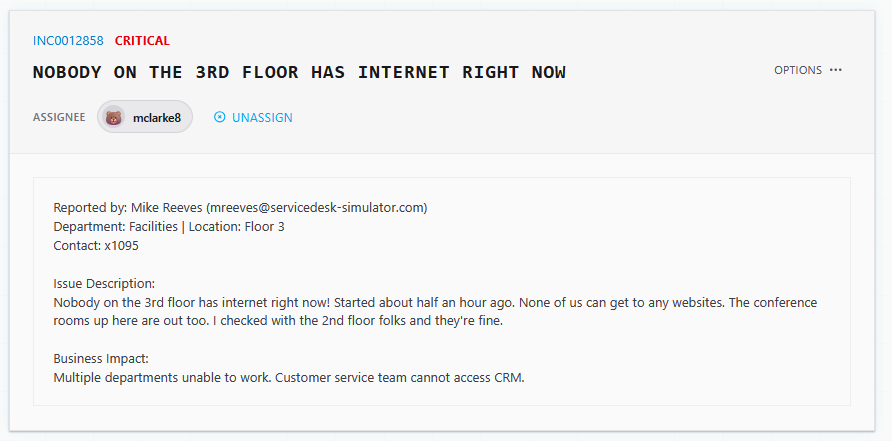 INC0012858 CRITICAL
NOBODY ON THE 3RD FLOOR HAS INTERNET RIGHT NOW
OPTIONS •••
ASSIGNEE mclarke8 UNASSIGN
Reported by: Mike Reeves (mreeves@servicedesk-simulator.com)
Department: Facilities | Location: Floor 3
Contact: x1095
Issue Description:
Nobody on the 3rd floor has internet right now! Started about half an hour ago. None of us can get to any websites. The conference
rooms up here are out too. I checked with the 2nd floor folks and they're fine.
Business Impact:
Multiple departments unable to work. Customer service team cannot access CRM.